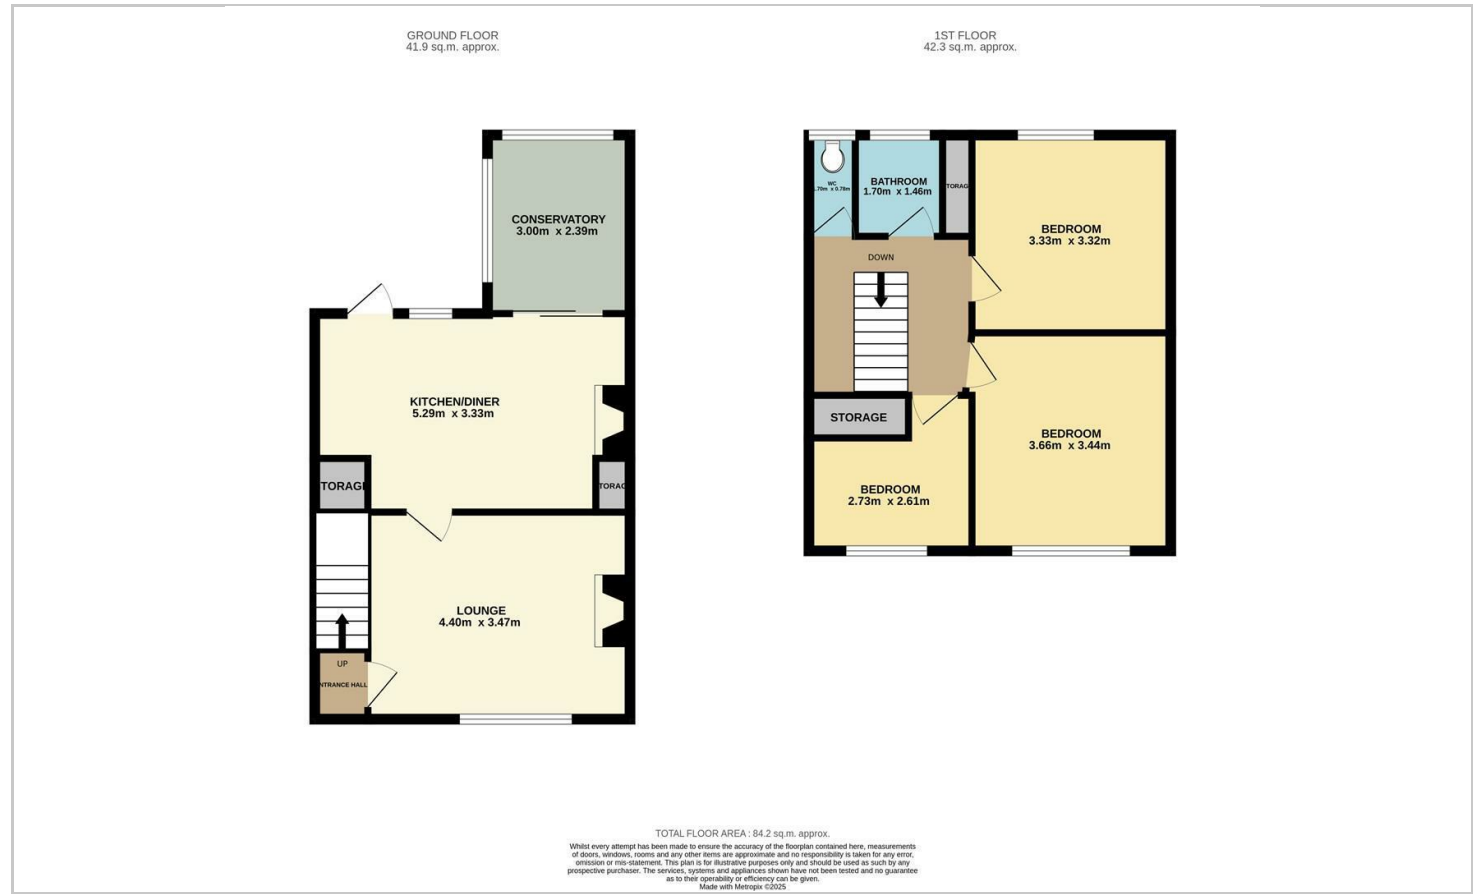 GROUND FLOOR
41.9 sq.m. approx.
CONSERVATORY
3.00m x 2.39m
KITCHEN/DINER
5.29m x 3.33m
TORAG
TORAG
LOUNGE
4.40m x 3.47m
UP
NTRANCE HALL
1ST FLOOR
42.3 sq.m. approx.
WC
.70m x 0.78m
BATHROOM
1.70m x 1.46m
TORAG
BEDROOM
3.33m x 3.32m
DOWN
STORAGE
BEDROOM
3.66m x 3.44m
BEDROOM
2.73m x 2.61m
TOTAL FLOOR AREA : 84.2 sq.m. approx.
Whilst every attempt has been made to ensure the accuracy of the floorplan contained here, measurements
of doors, windows, rooms and any other items are approximate and no responsibility is taken for any error,
omission or mis-statement. This plan is for illustrative purposes only and should be used as such by any
prospective purchaser. The services, systems and appliances shown have not been tested and no guarantee
as to their operability or efficiency can be given.
Made with Metropix ©2025